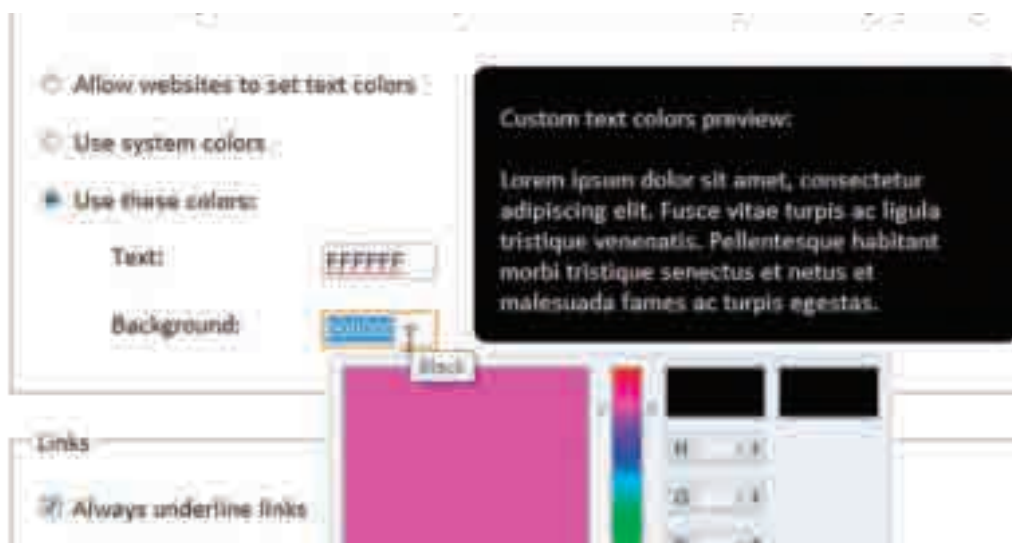 Allow websites to set text colors
Use system colors
Use these colors:
Text:
FFFFFF
Background:
Black
Custom text colors preview:
Lorem ipsum dolor sit amet, consectetur
adipiscing elit. Fusce vitae turpis ac ligula
tristique venenatis. Pellentesque habitant
morbi tristique senectus et netus et
malesuada fames ac turpis egestas.
Links
Always underline links